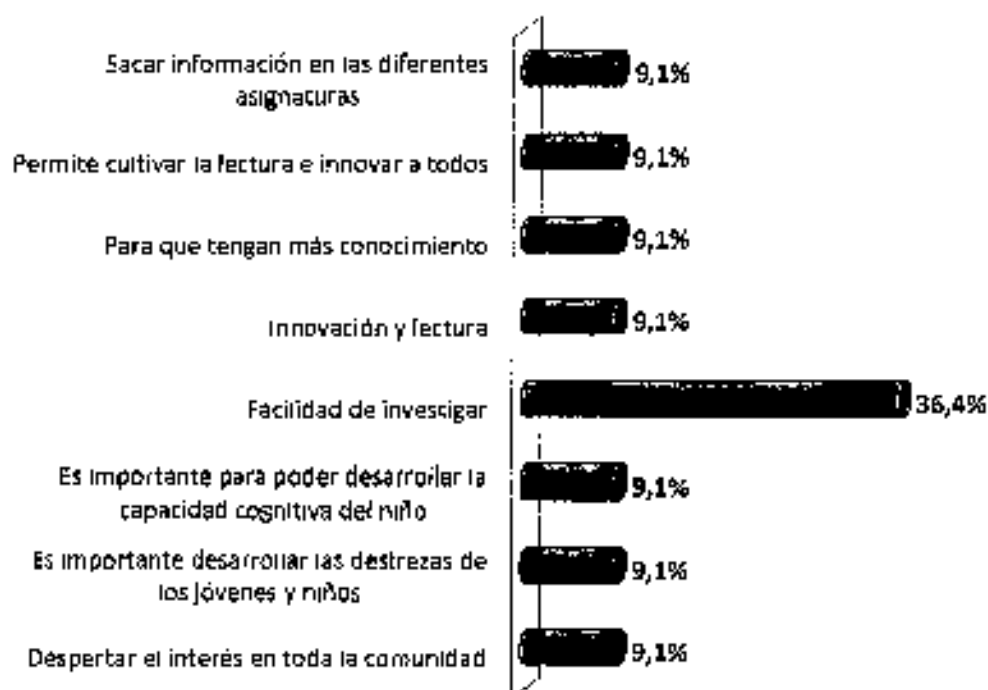 Sacar información en las diferentes
asignaturas
9,1%
Permite cultivar la lectura e innovar a todos
9,1%
Para que tengan más conocimiento
9,1%
Innovación y lectura
9,1%
Facilidad de investigar
36,4%
Es importante para poder desarrollar la
capacidad cognitiva del niño
9,1%
Es importante desarrollar las destrezas de
los jóvenes y niños
9,1%
Despertar el interés en toda la comunidad
9,1%